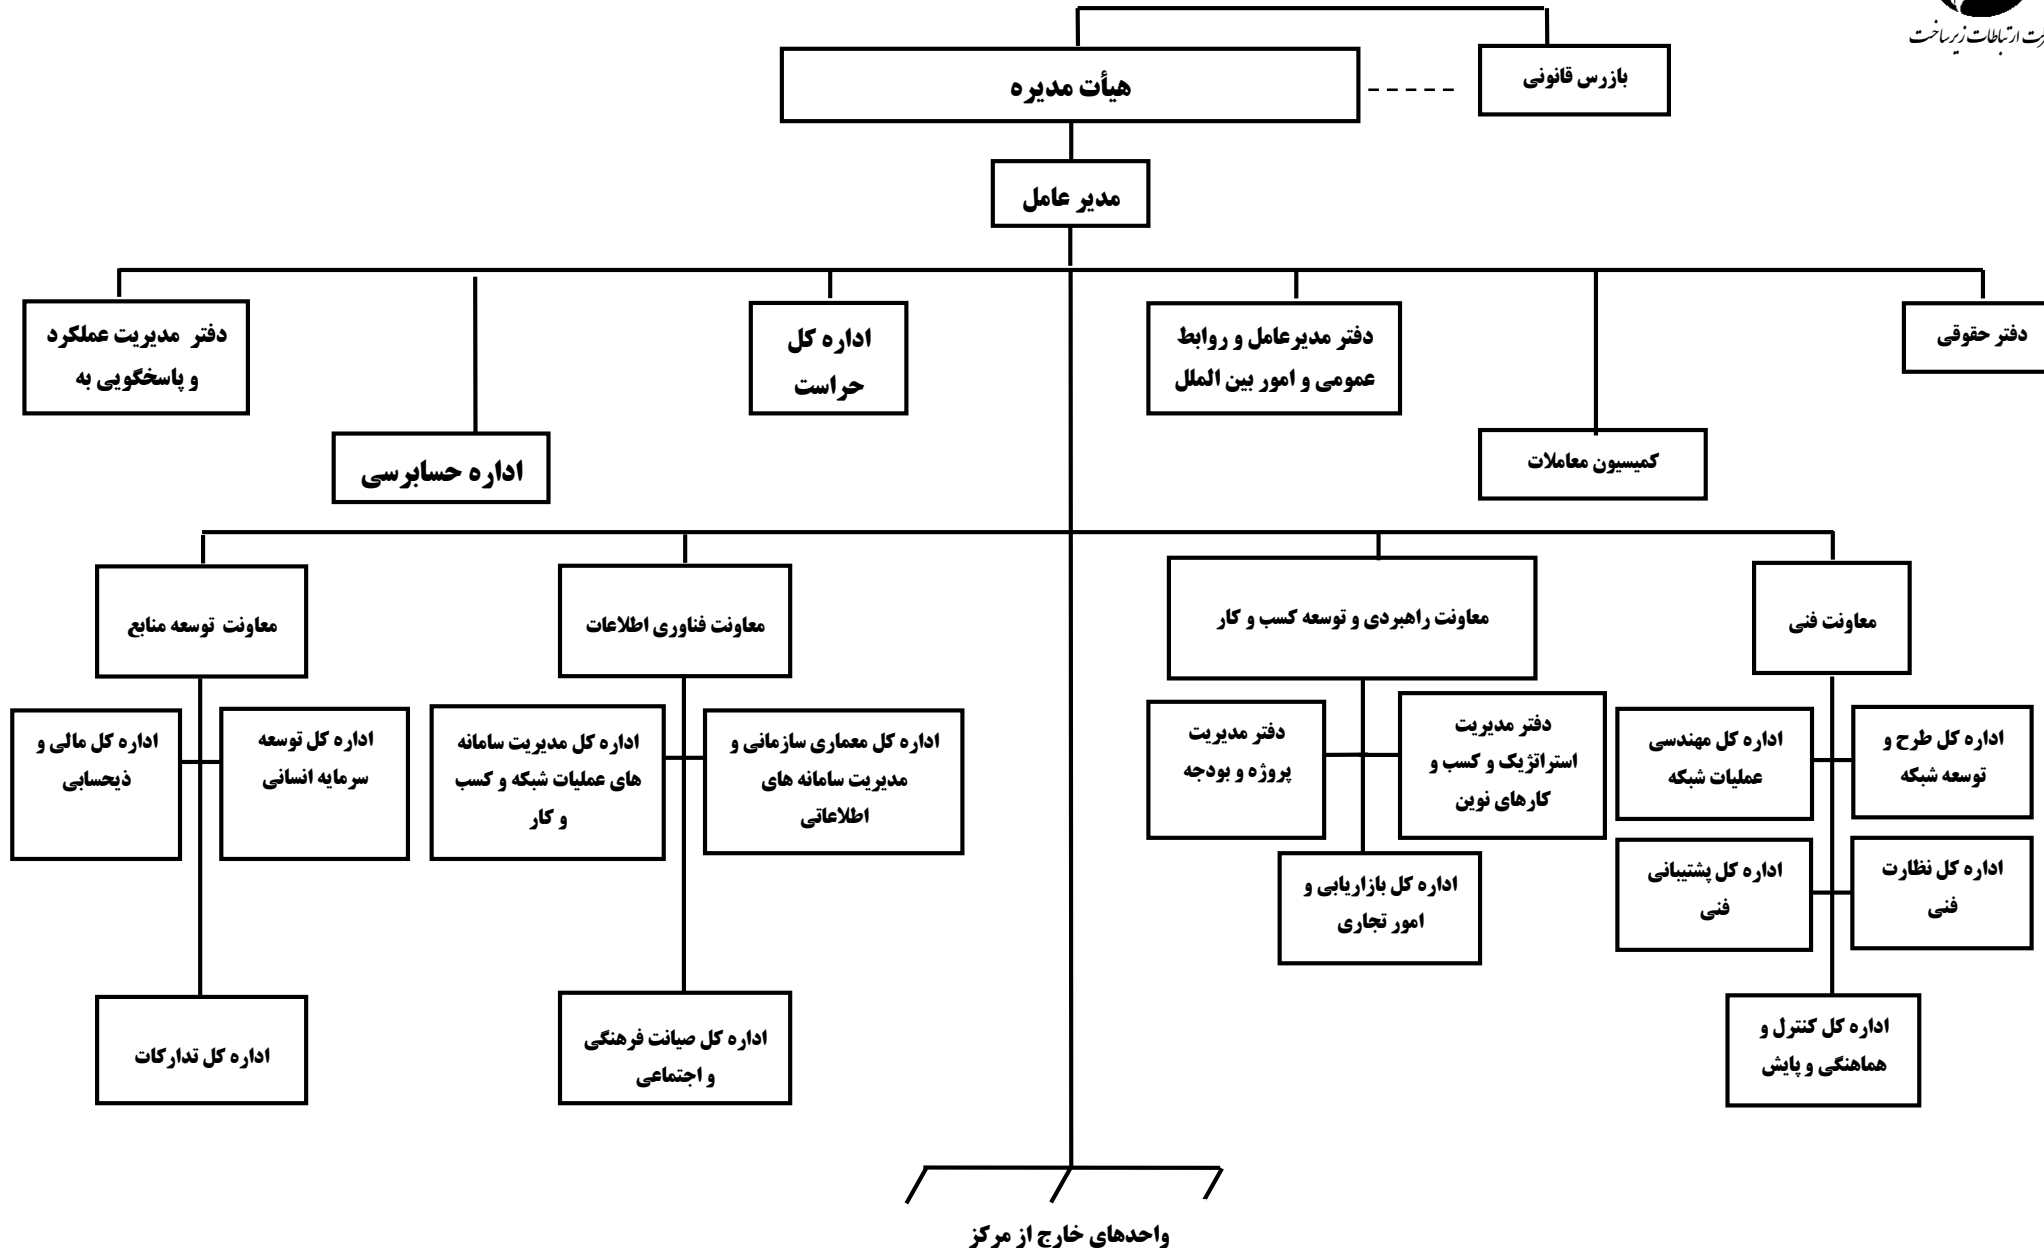 ارتباطات زیرساخت
هیأت مدیره
بازرس قانونی
مدیر عامل
دفتر حقوقی
دفتر مدیرعامل و روابط
عمومی و امور بین الملل
اداره کل
حراست
دفتر مدیریت عملکرد
و پاسخگویی به
کمیسیون معاملات
اداره حسابرسی
معاونت فنی
معاونت راهبردی و توسعه کسب و کار
معاونت فناوری اطلاعات
معاونت توسعه منابع
اداره کل طرح و
توسعه شبکه
اداره کل مهندسی
عملیات شبکه
دفتر مدیریت
استراتژیک و کسب و
کارهای نوین
دفتر مدیریت
پروژه و بودجه
اداره کل معماری سازمانی و
مدیریت سامانه های
اطلاعاتی
اداره کل مدیریت سامانه
های عملیات شبکه و کسب
و کار
اداره کل توسعه
سرمایه انسانی
اداره کل مالی و
ذیحسابی
اداره کل نظارت
فنی
اداره کل پشتیبانی
فنی
اداره کل بازاریابی و
امور تجاری
اداره کل کنترل و
هماهنگی و پایش
اداره کل صیانت فرهنگی
و اجتماعی
اداره کل تدارکات
واحدهای خارج از مرکز